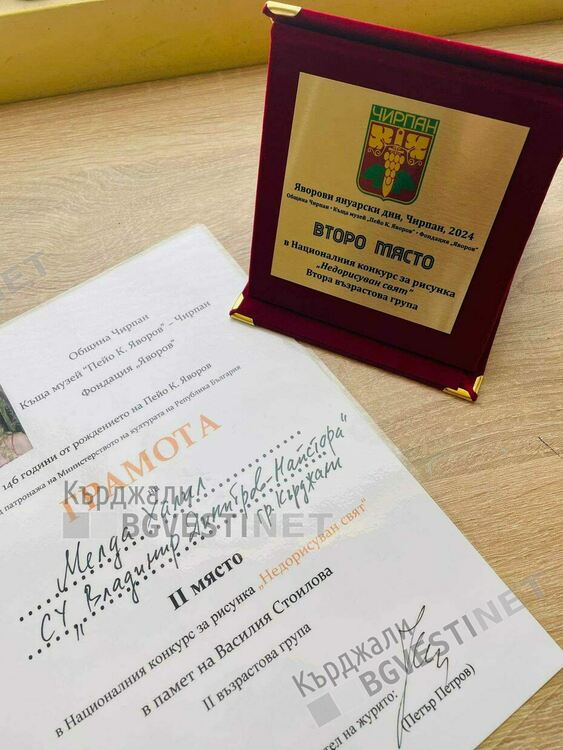 ЧИРПАН
Яворови януарски дни, Чирпан, 2024
Община Чирпан • Къща музей „Пейо К. Яворов" • Фондация „Яворов"
ВТОРО МЯСТО
в Националния конкурс за рисунка
„Недорисуван свят"
Втора възрастова група
Община Чирпан
Къща музей "Пейо К. Яворов" – Чирпан
Фондация „Яворов"
146 години от рождението на Пейо К. Яворов
патронажа на Министерството на културата на Република България
ГРАМОТА
Мелда Халил
СУ „Владимир Димитров-Майстора"
гр. Кърджали
II място
в Националния конкурс за рисунка „Недорисуван свят"
в памет на Василия Стоилова
II възрастова група
тел на журито:
(Петър Петров)
Кърджали
BGVESTINET
Кърджали
BGVESTINET